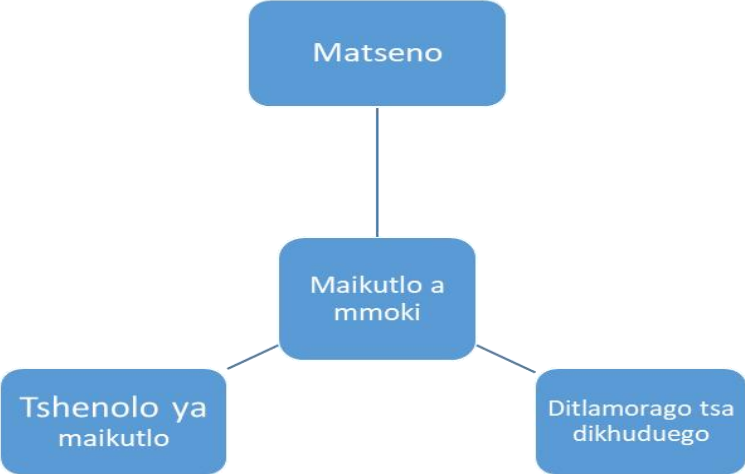 Matseno
Maikutlo a
mmoki
Tshenolo ya
maikutlo
Ditlamorago tsa
dikhuduego